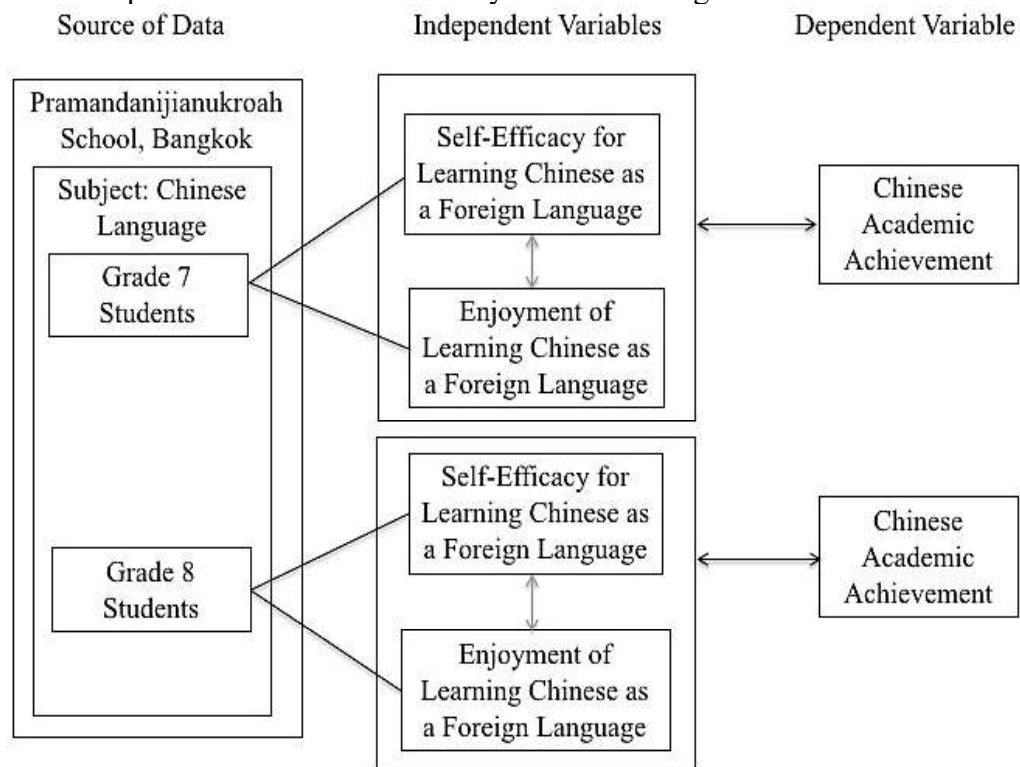 Source of Data
Independent Variables
Dependent Variable
Pramandanijianukroah
School, Bangkok
Subject: Chinese
Language
Grade 7
Students
Self-Efficacy for
Learning Chinese as
a Foreign Language
Enjoyment of
Learning Chinese as
a Foreign Language
Chinese
Academic
Achievement
Grade 8
Students
Self-Efficacy for
Learning Chinese as
a Foreign Language
Enjoyment of
Learning Chinese as
a Foreign Language
Chinese
Academic
Achievement